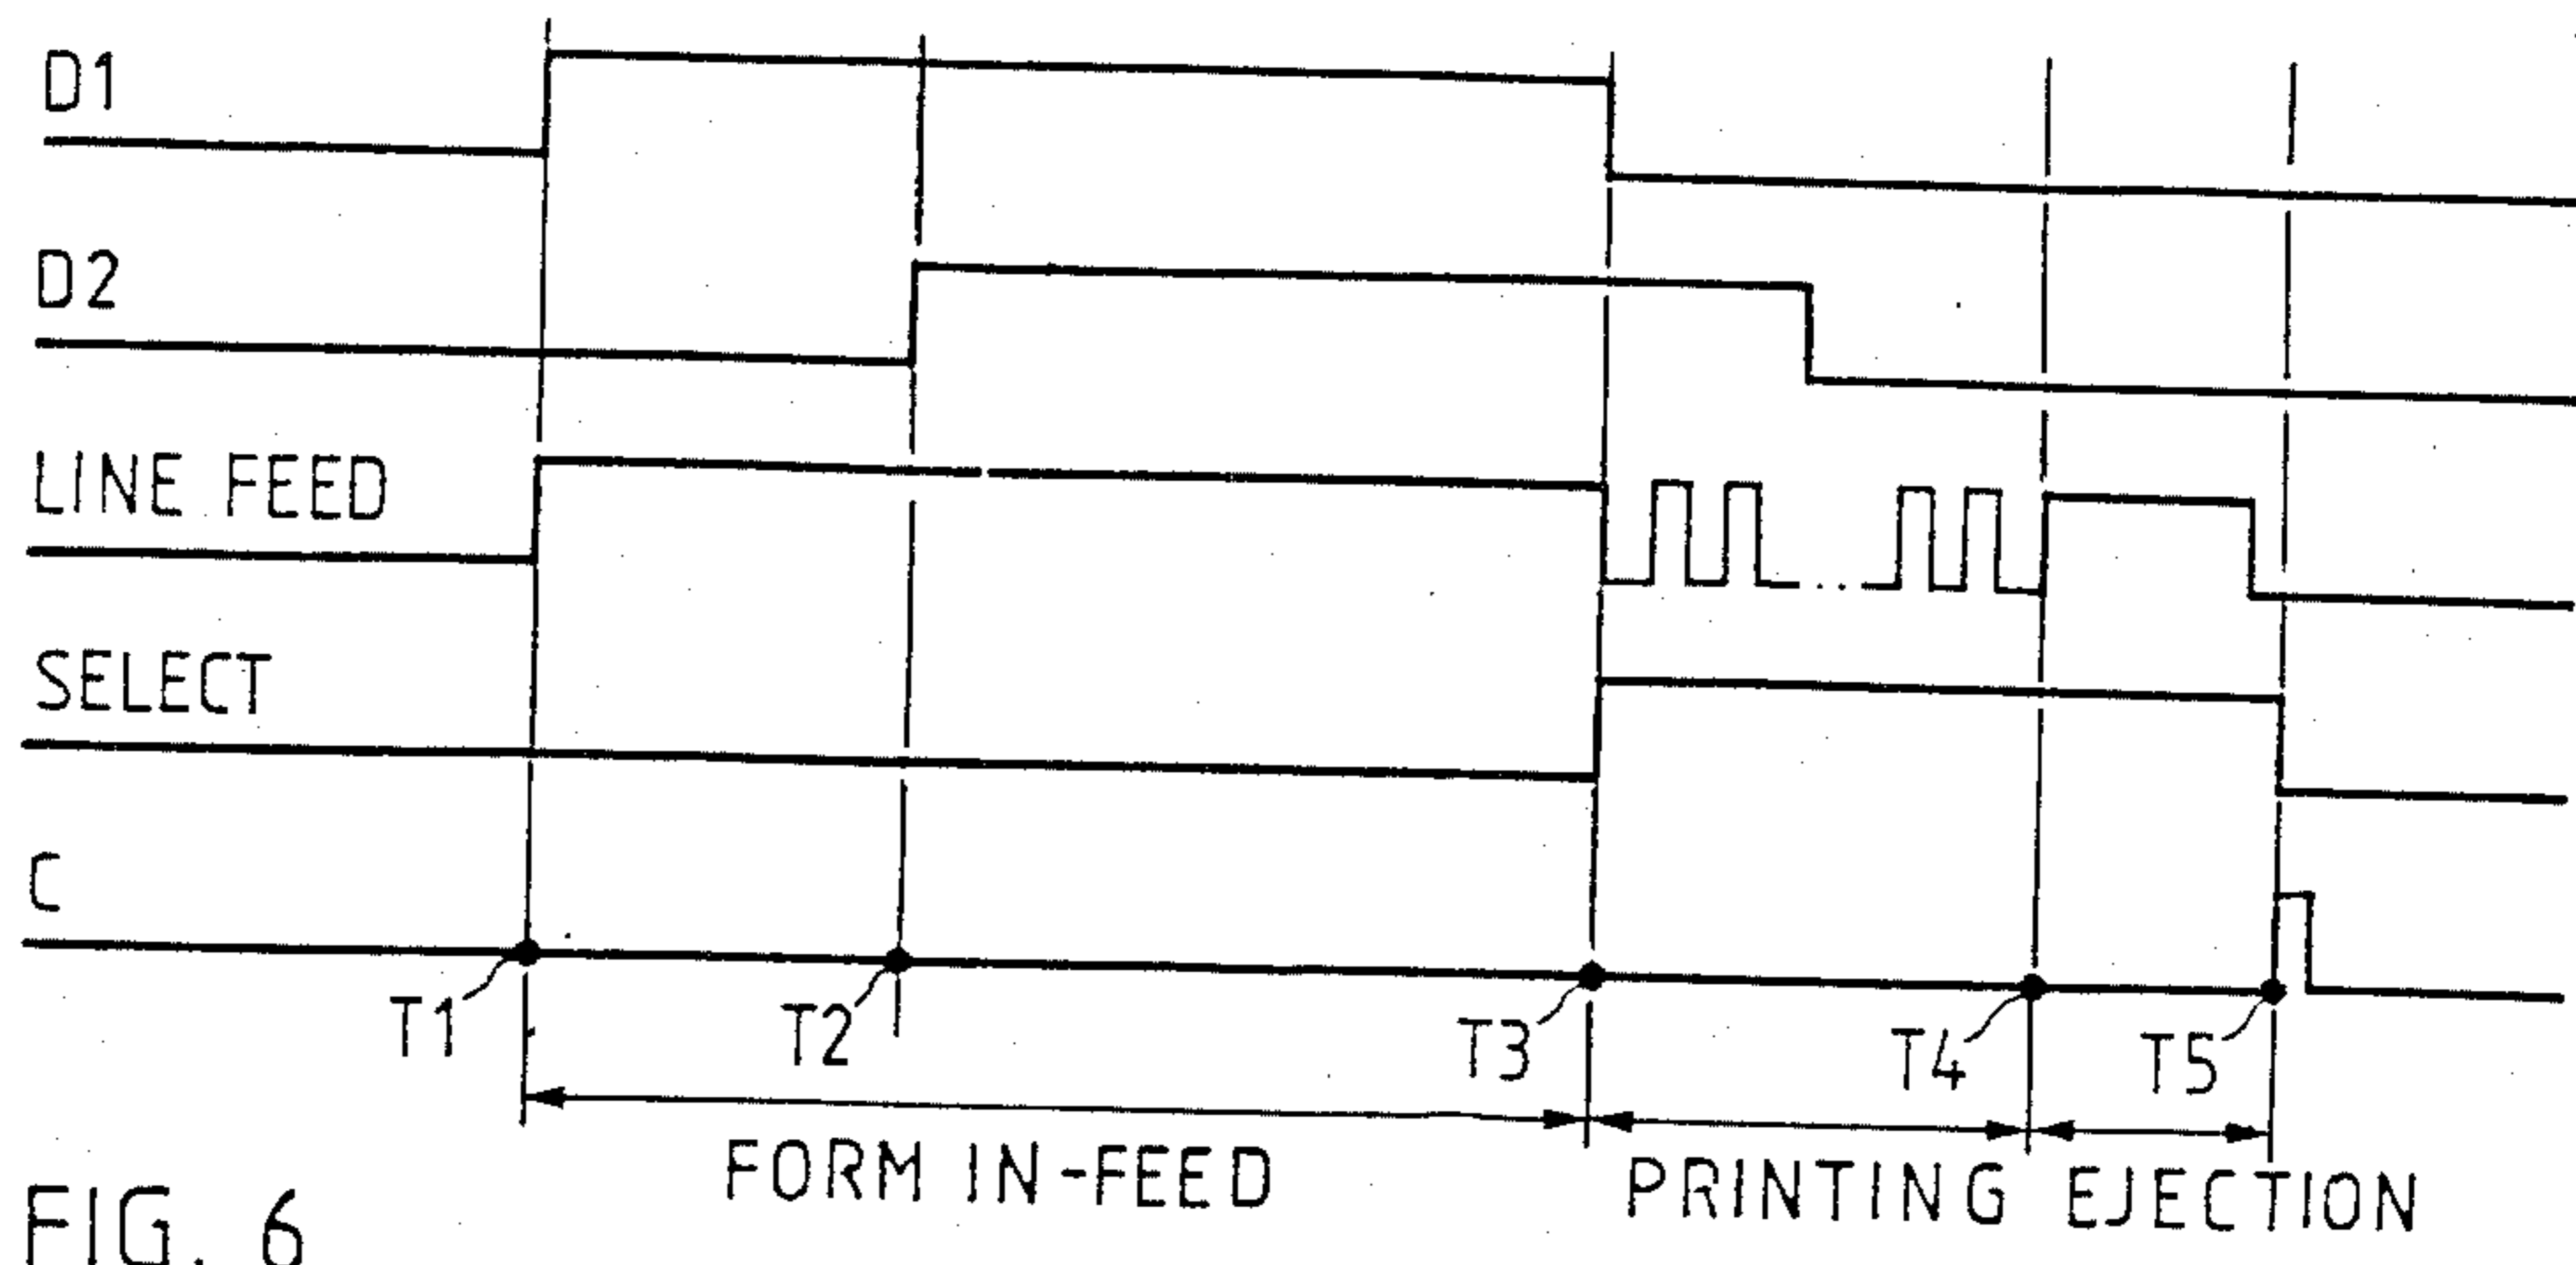 D1
D2
LINE FEED
SELECT
C
T1
T2
T3
T4
T5
FORM IN-FEED
PRINTING
EJECTION
FIG. 6